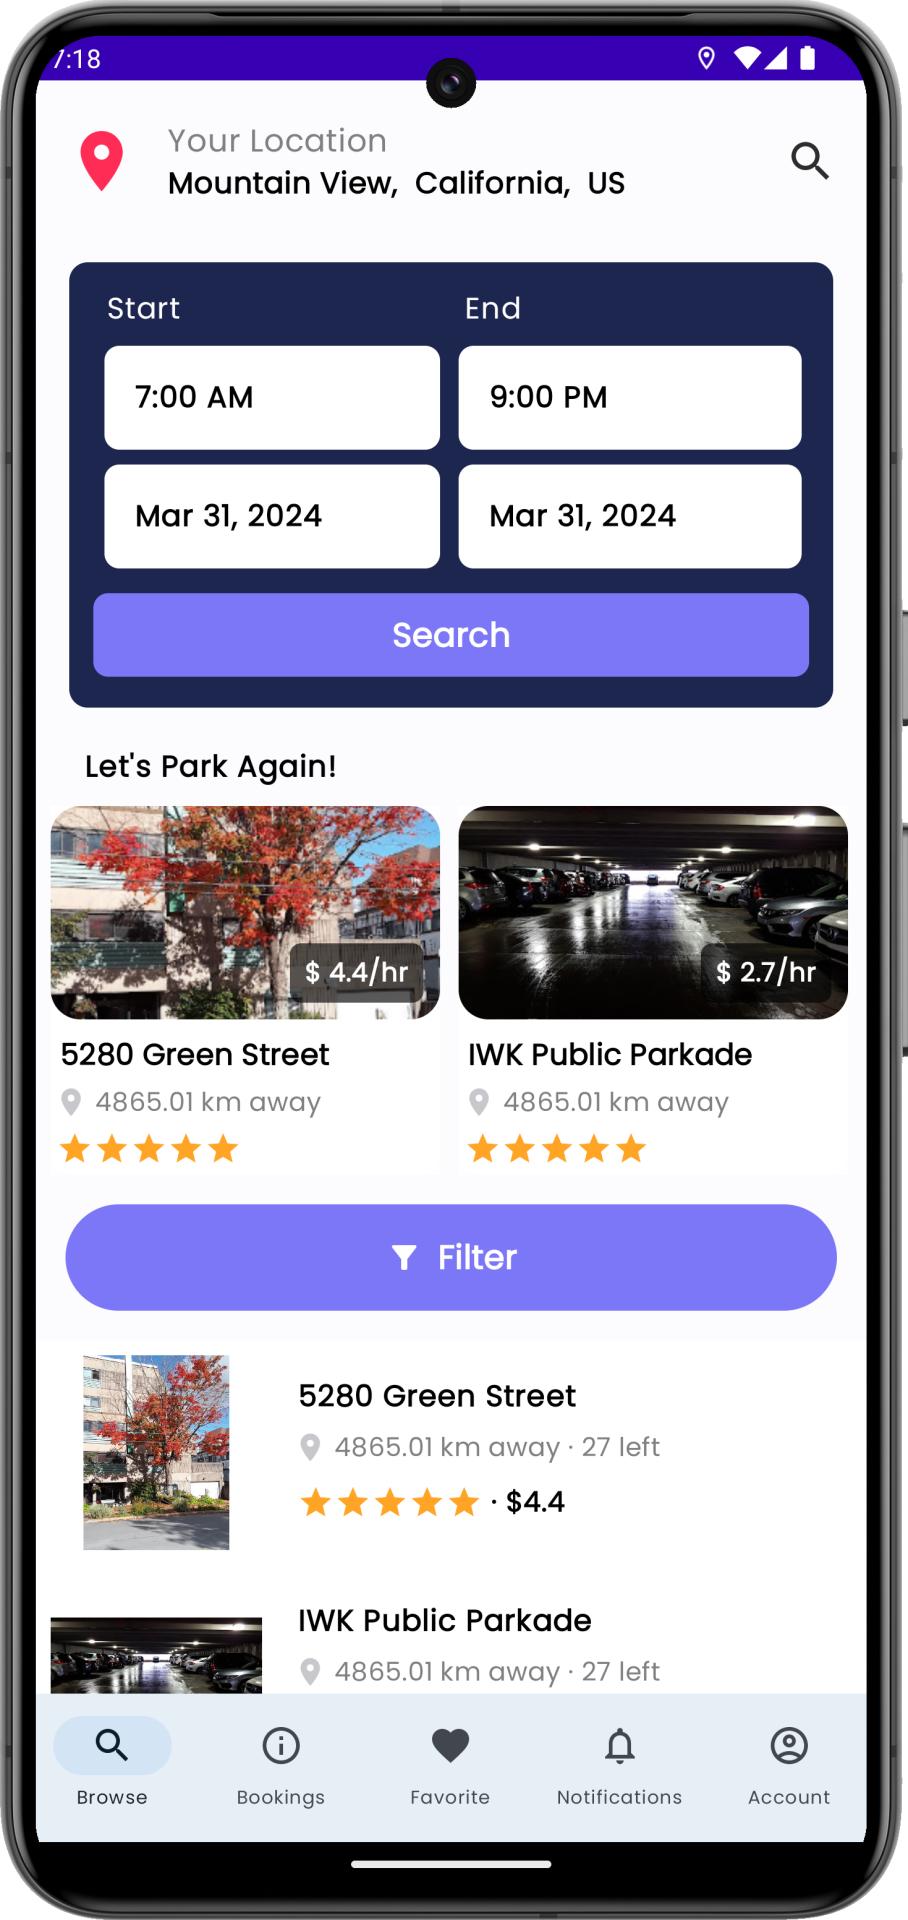 7:18
Your Location
Mountain View, California, US
Start End
7:00 AM 9:00 PM
Mar 31, 2024 Mar 31, 2024
Search
Let's Park Again!
$ 4.4/hr $ 2.7/hr
5280 Green Street IWK Public Parkade
4865.01 km away 4865.01 km away
Filter
5280 Green Street
4865.01 km away · 27 left
· $4.4
IWK Public Parkade
4865.01 km away · 27 left
Browse Bookings Favorite Notifications Account